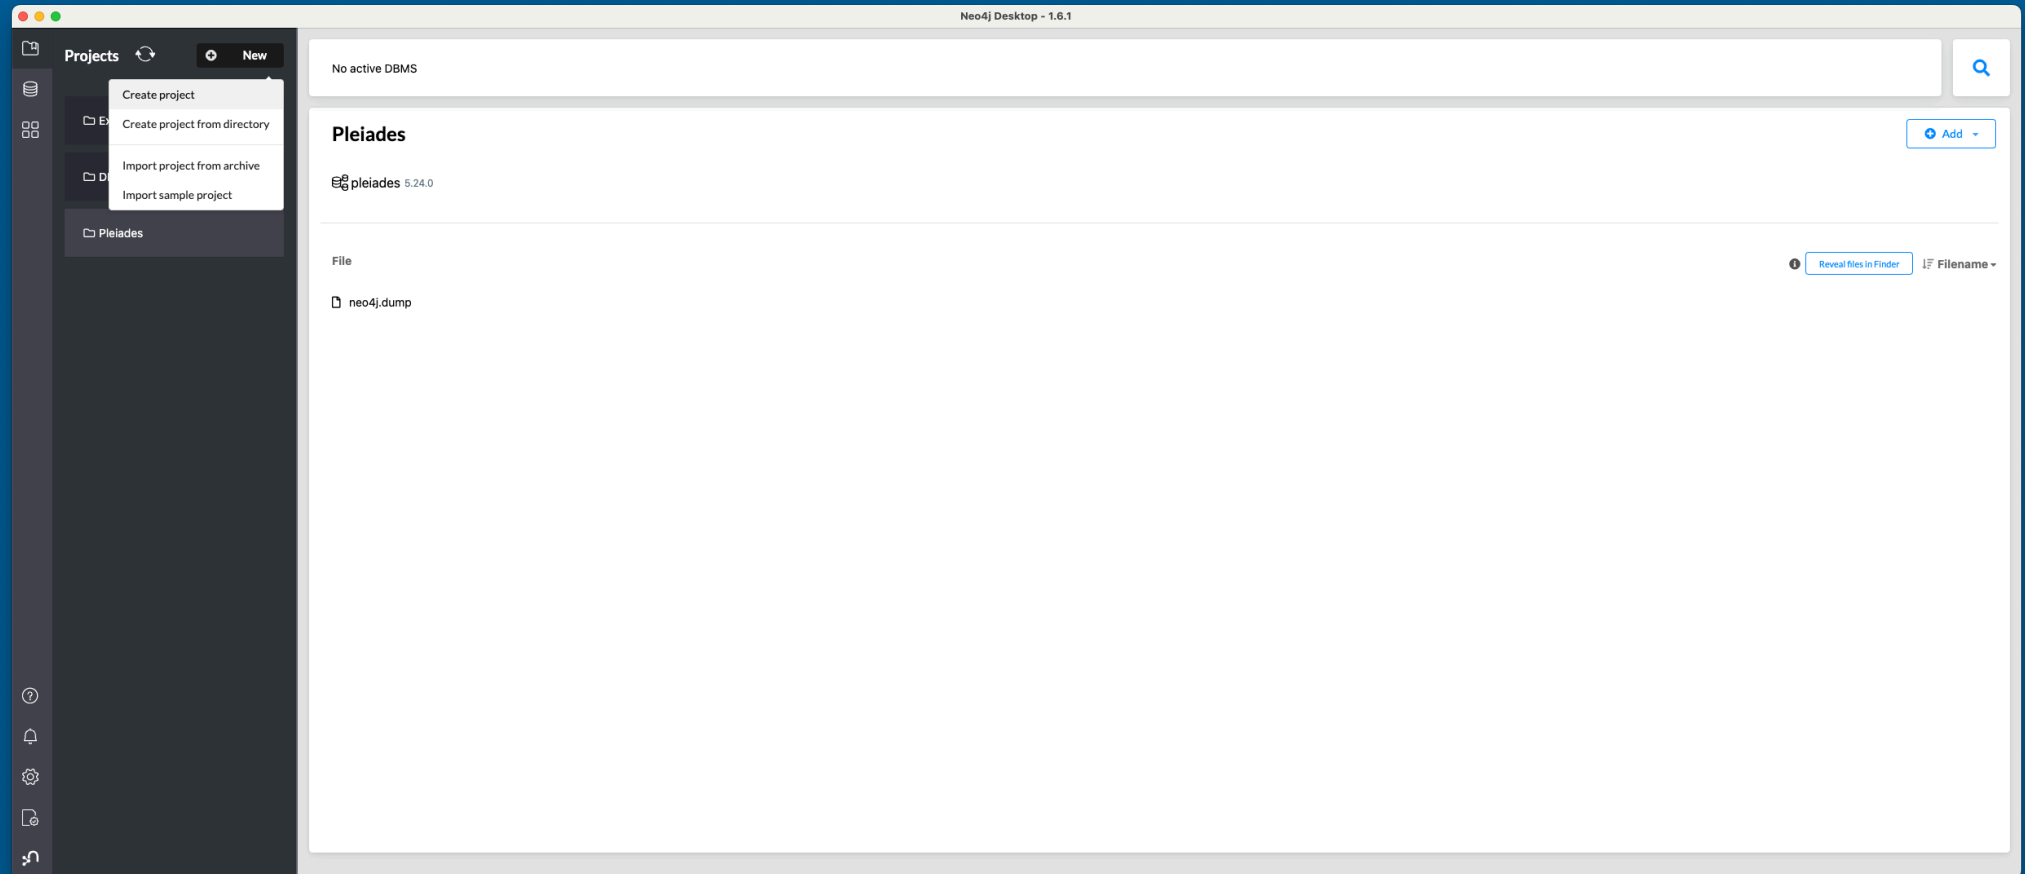 Neo4j Desktop - 1.6.1
Projects
New
Create project
Create project from directory
Import project from archive
Import sample project
Ex
Pleiades
No active DBMS
Pleiades
Add
pleiades 5.24.0
File
Reveal files in Finder
Filename
neo4j.dump